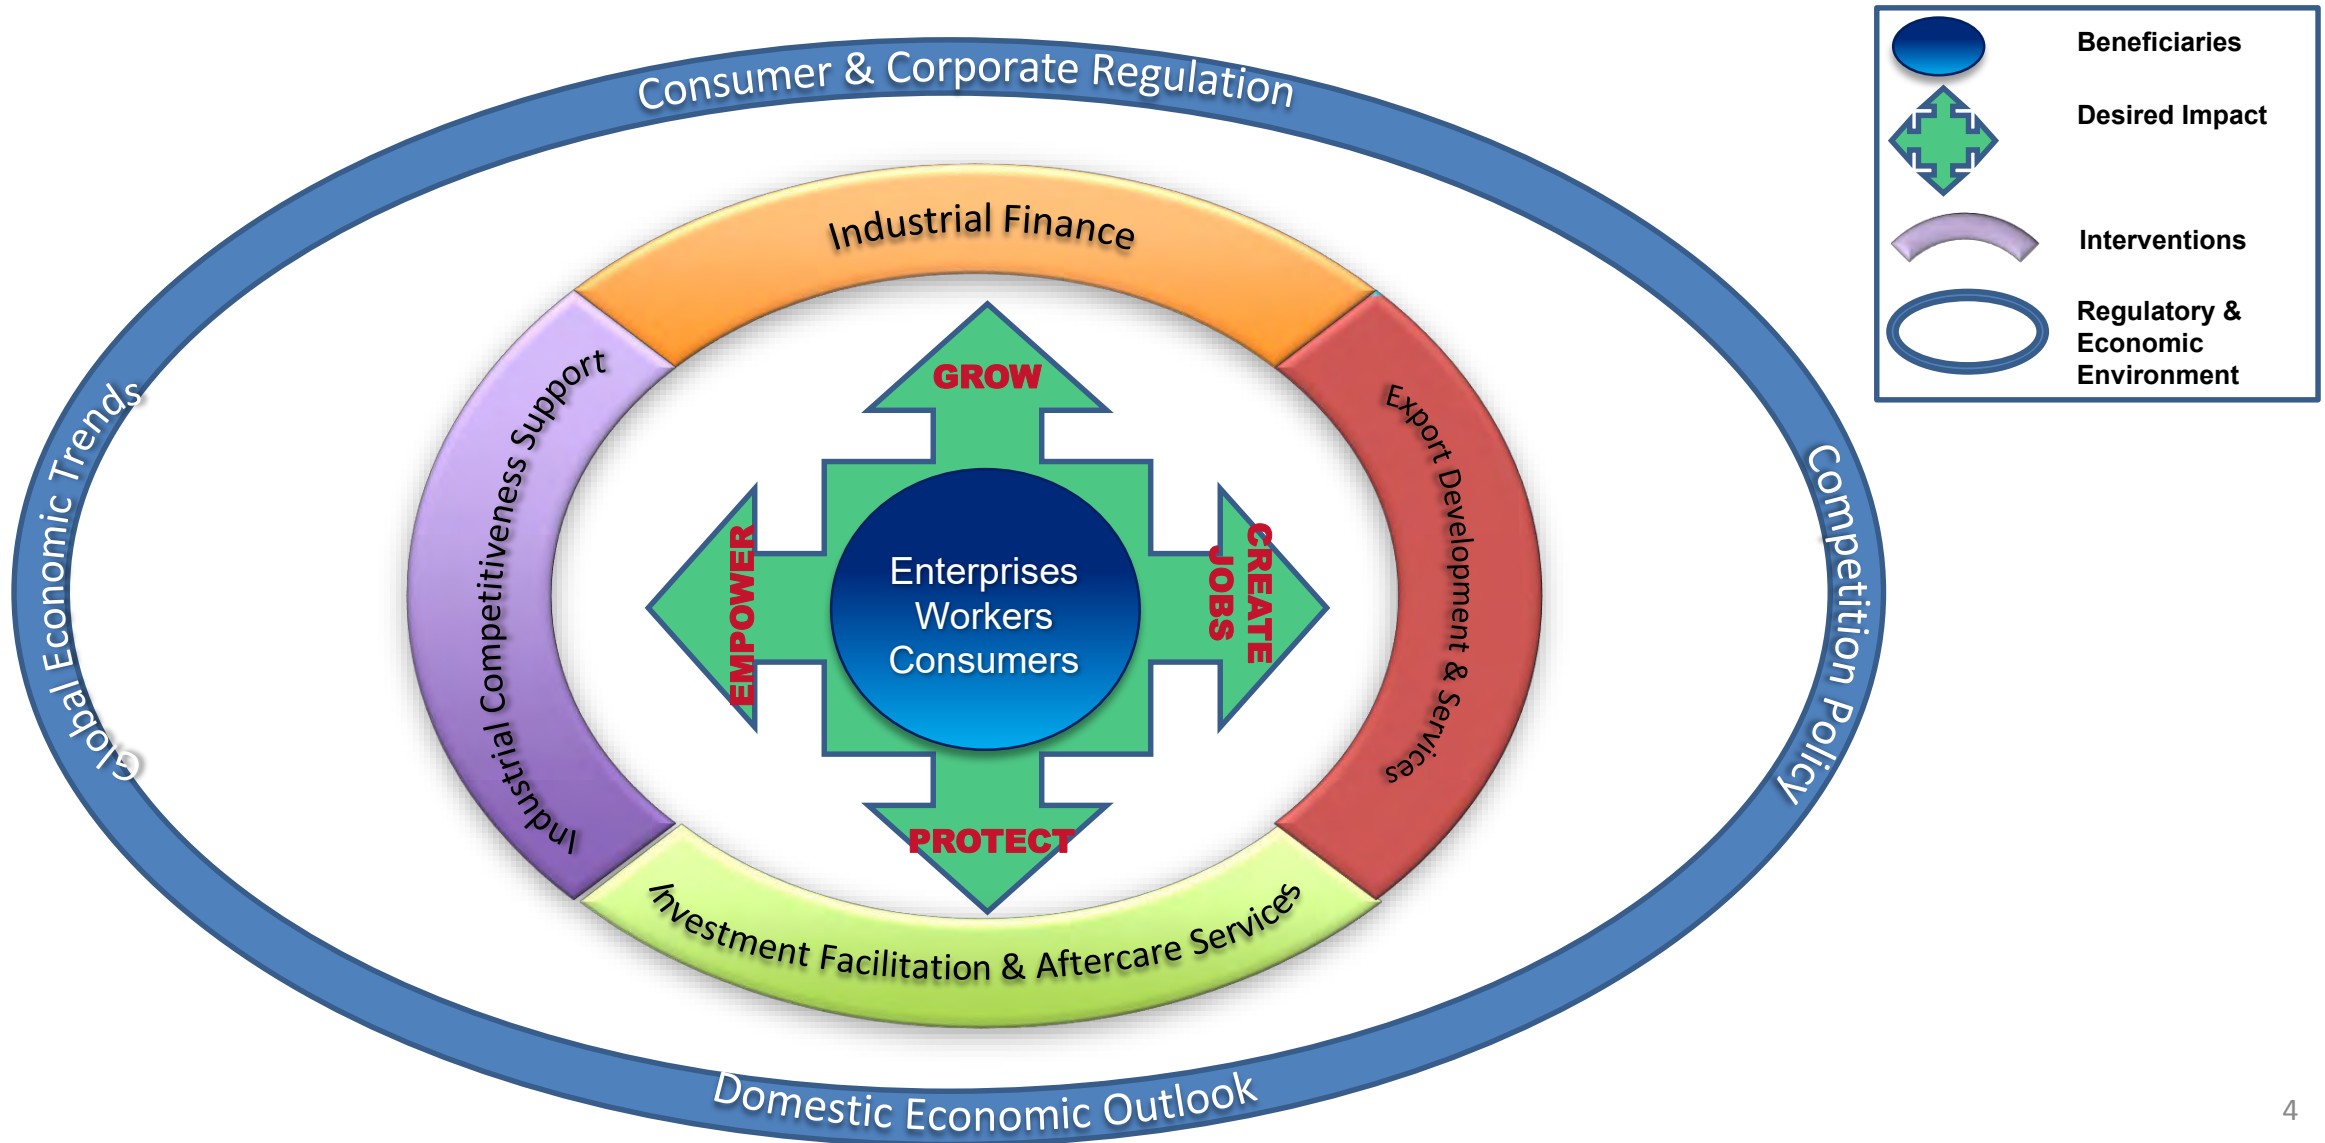 Consumer & Corporate Regulation
Global Economic Trends
Competition Policy
Domestic Economic Outlook
Industrial Finance
Industrial Competitiveness Support
Export Development & Services
Investment Facilitation & Aftercare Services
GROW
EMPOWER
CREATE
JOBS
PROTECT
Enterprises
Workers
Consumers
Beneficiaries
Desired Impact
Interventions
Regulatory &
Economic
Environment
4